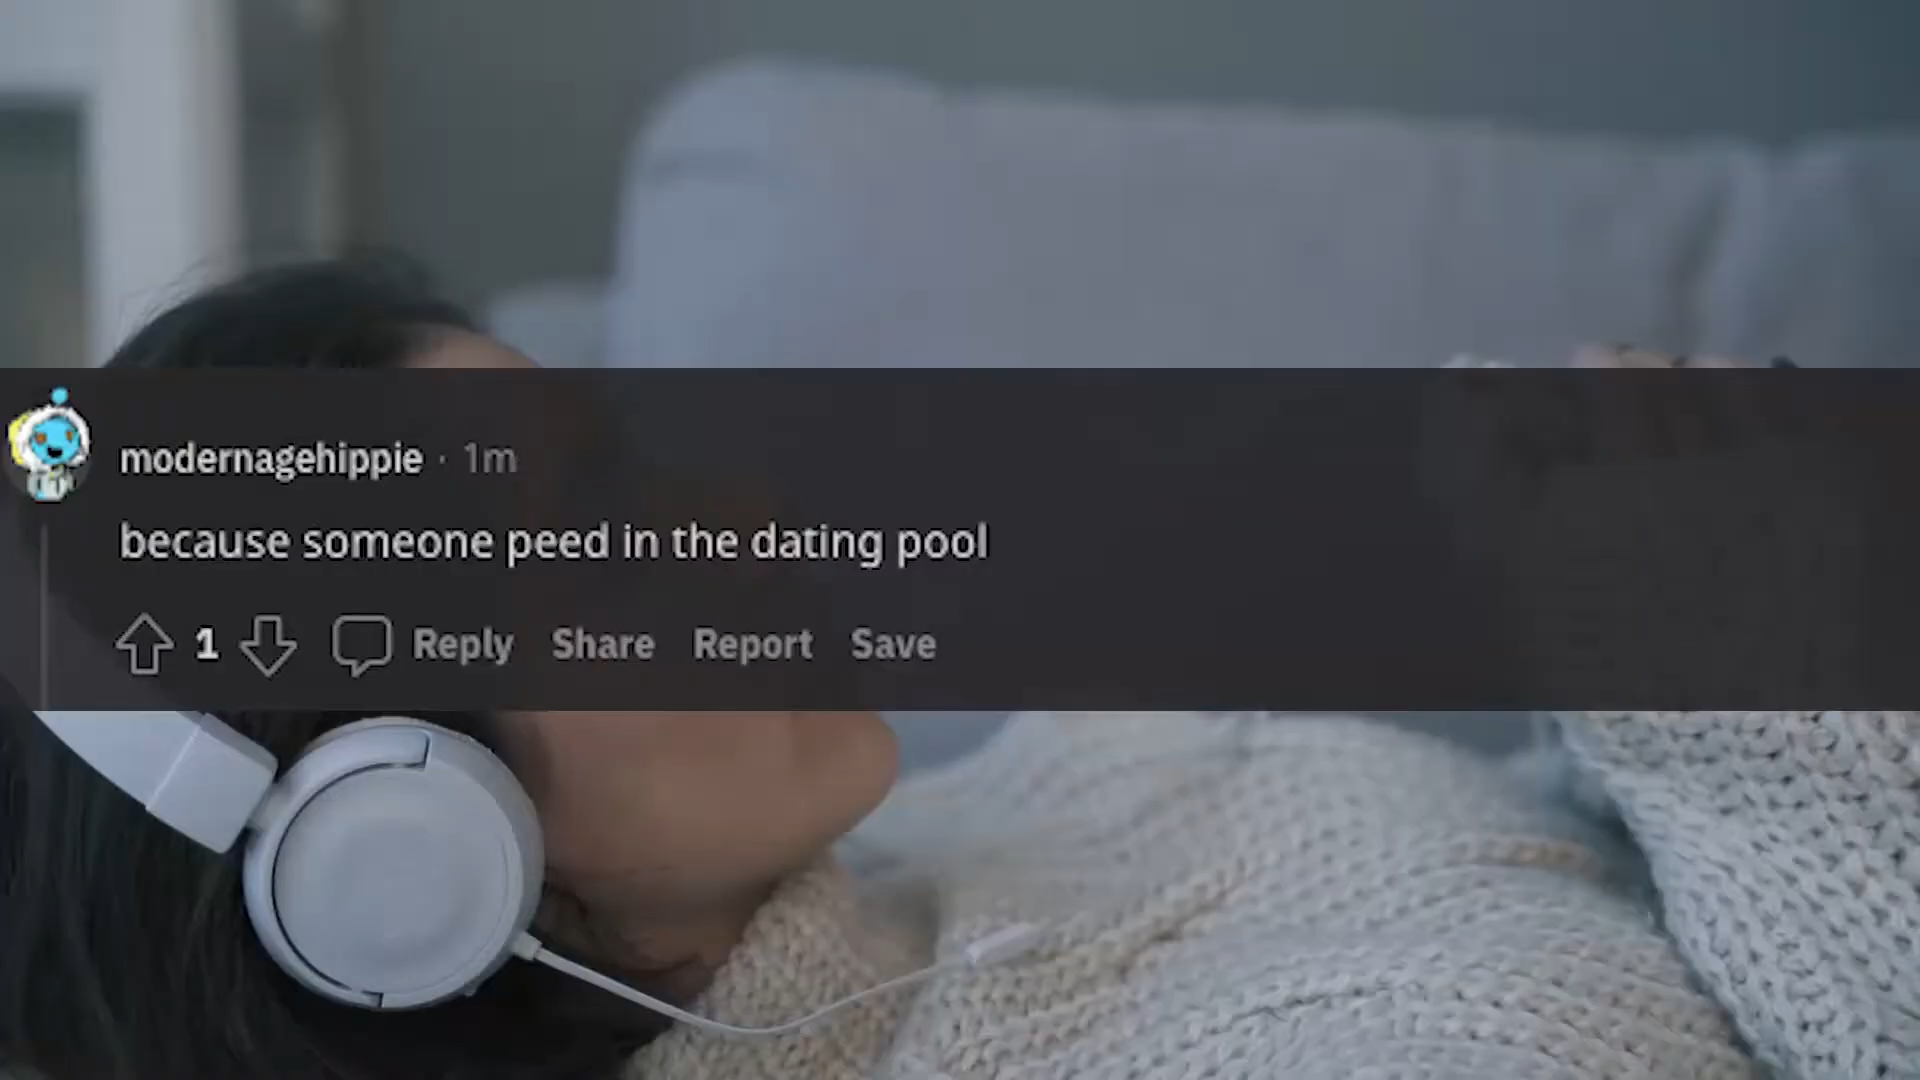 modernagehippie · 1m
because someone peed in the dating pool
1 Reply Share Report Save